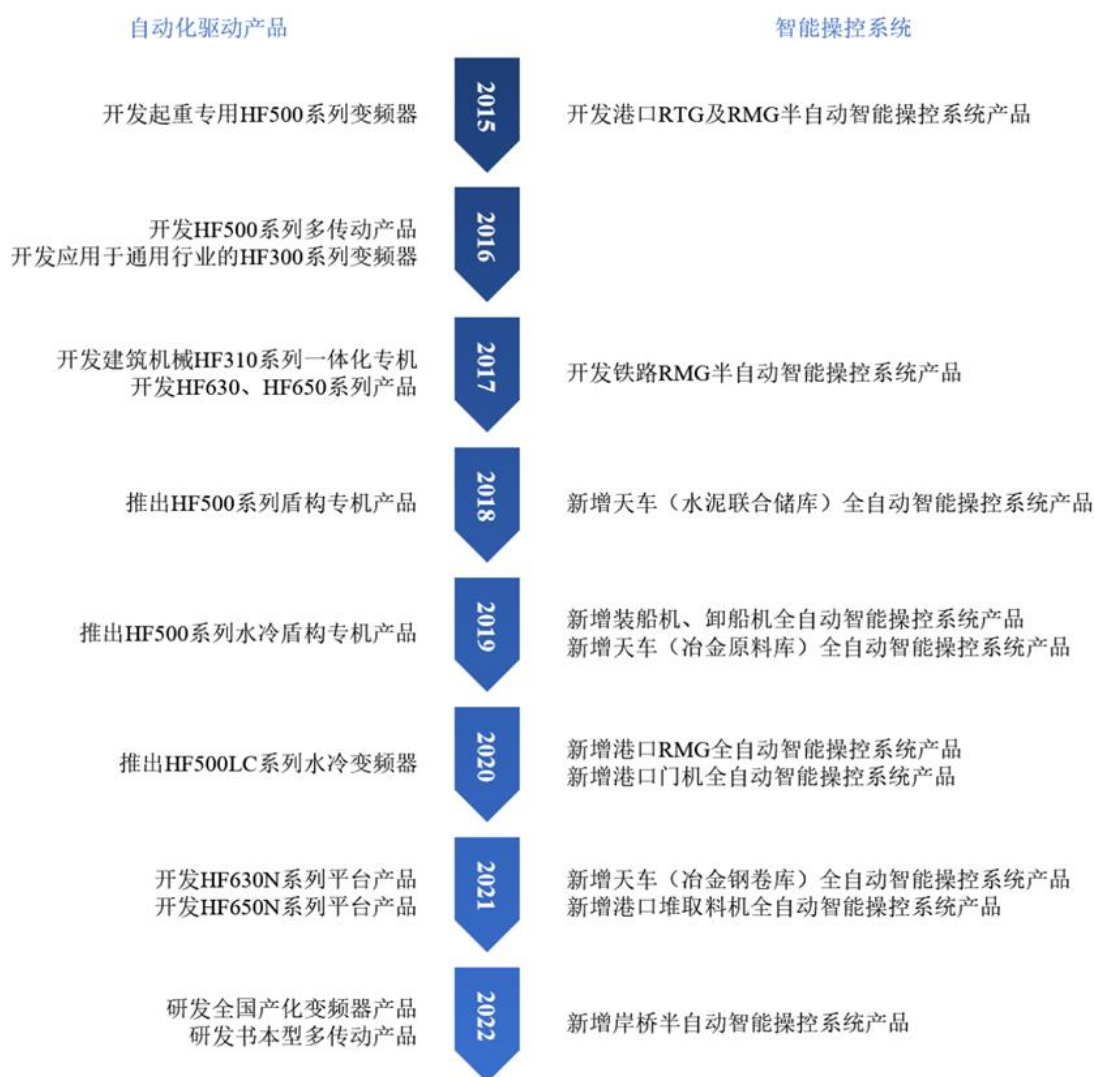 自动化驱动产品
智能操控系统
开发起重专用HF500系列变频器
2015
开发港口RTG及RMG半自动智能操控系统产品
开发HF500系列多传动产品
开发应用于通用行业的HF300系列变频器
2016
开发建筑机械HF310系列一体化专机
开发HF630、HF650系列产品
2017
开发铁路RMG半自动智能操控系统产品
推出HF500系列盾构专机产品
2018
新增天车（水泥联合储库）全自动智能操控系统产品
推出HF500系列水冷盾构专机产品
2019
新增装船机、卸船机全自动智能操控系统产品
新增天车（冶金原料库）全自动智能操控系统产品
推出HF500LC系列水冷变频器
2020
新增港口RMG全自动智能操控系统产品
新增港口门机全自动智能操控系统产品
开发HF630N系列平台产品
开发HF650N系列平台产品
2021
新增天车（冶金钢卷库）全自动智能操控系统产品
新增港口堆取料机全自动智能操控系统产品
研发全国产化变频器产品
研发书本型多传动产品
2022
新增岸桥半自动智能操控系统产品